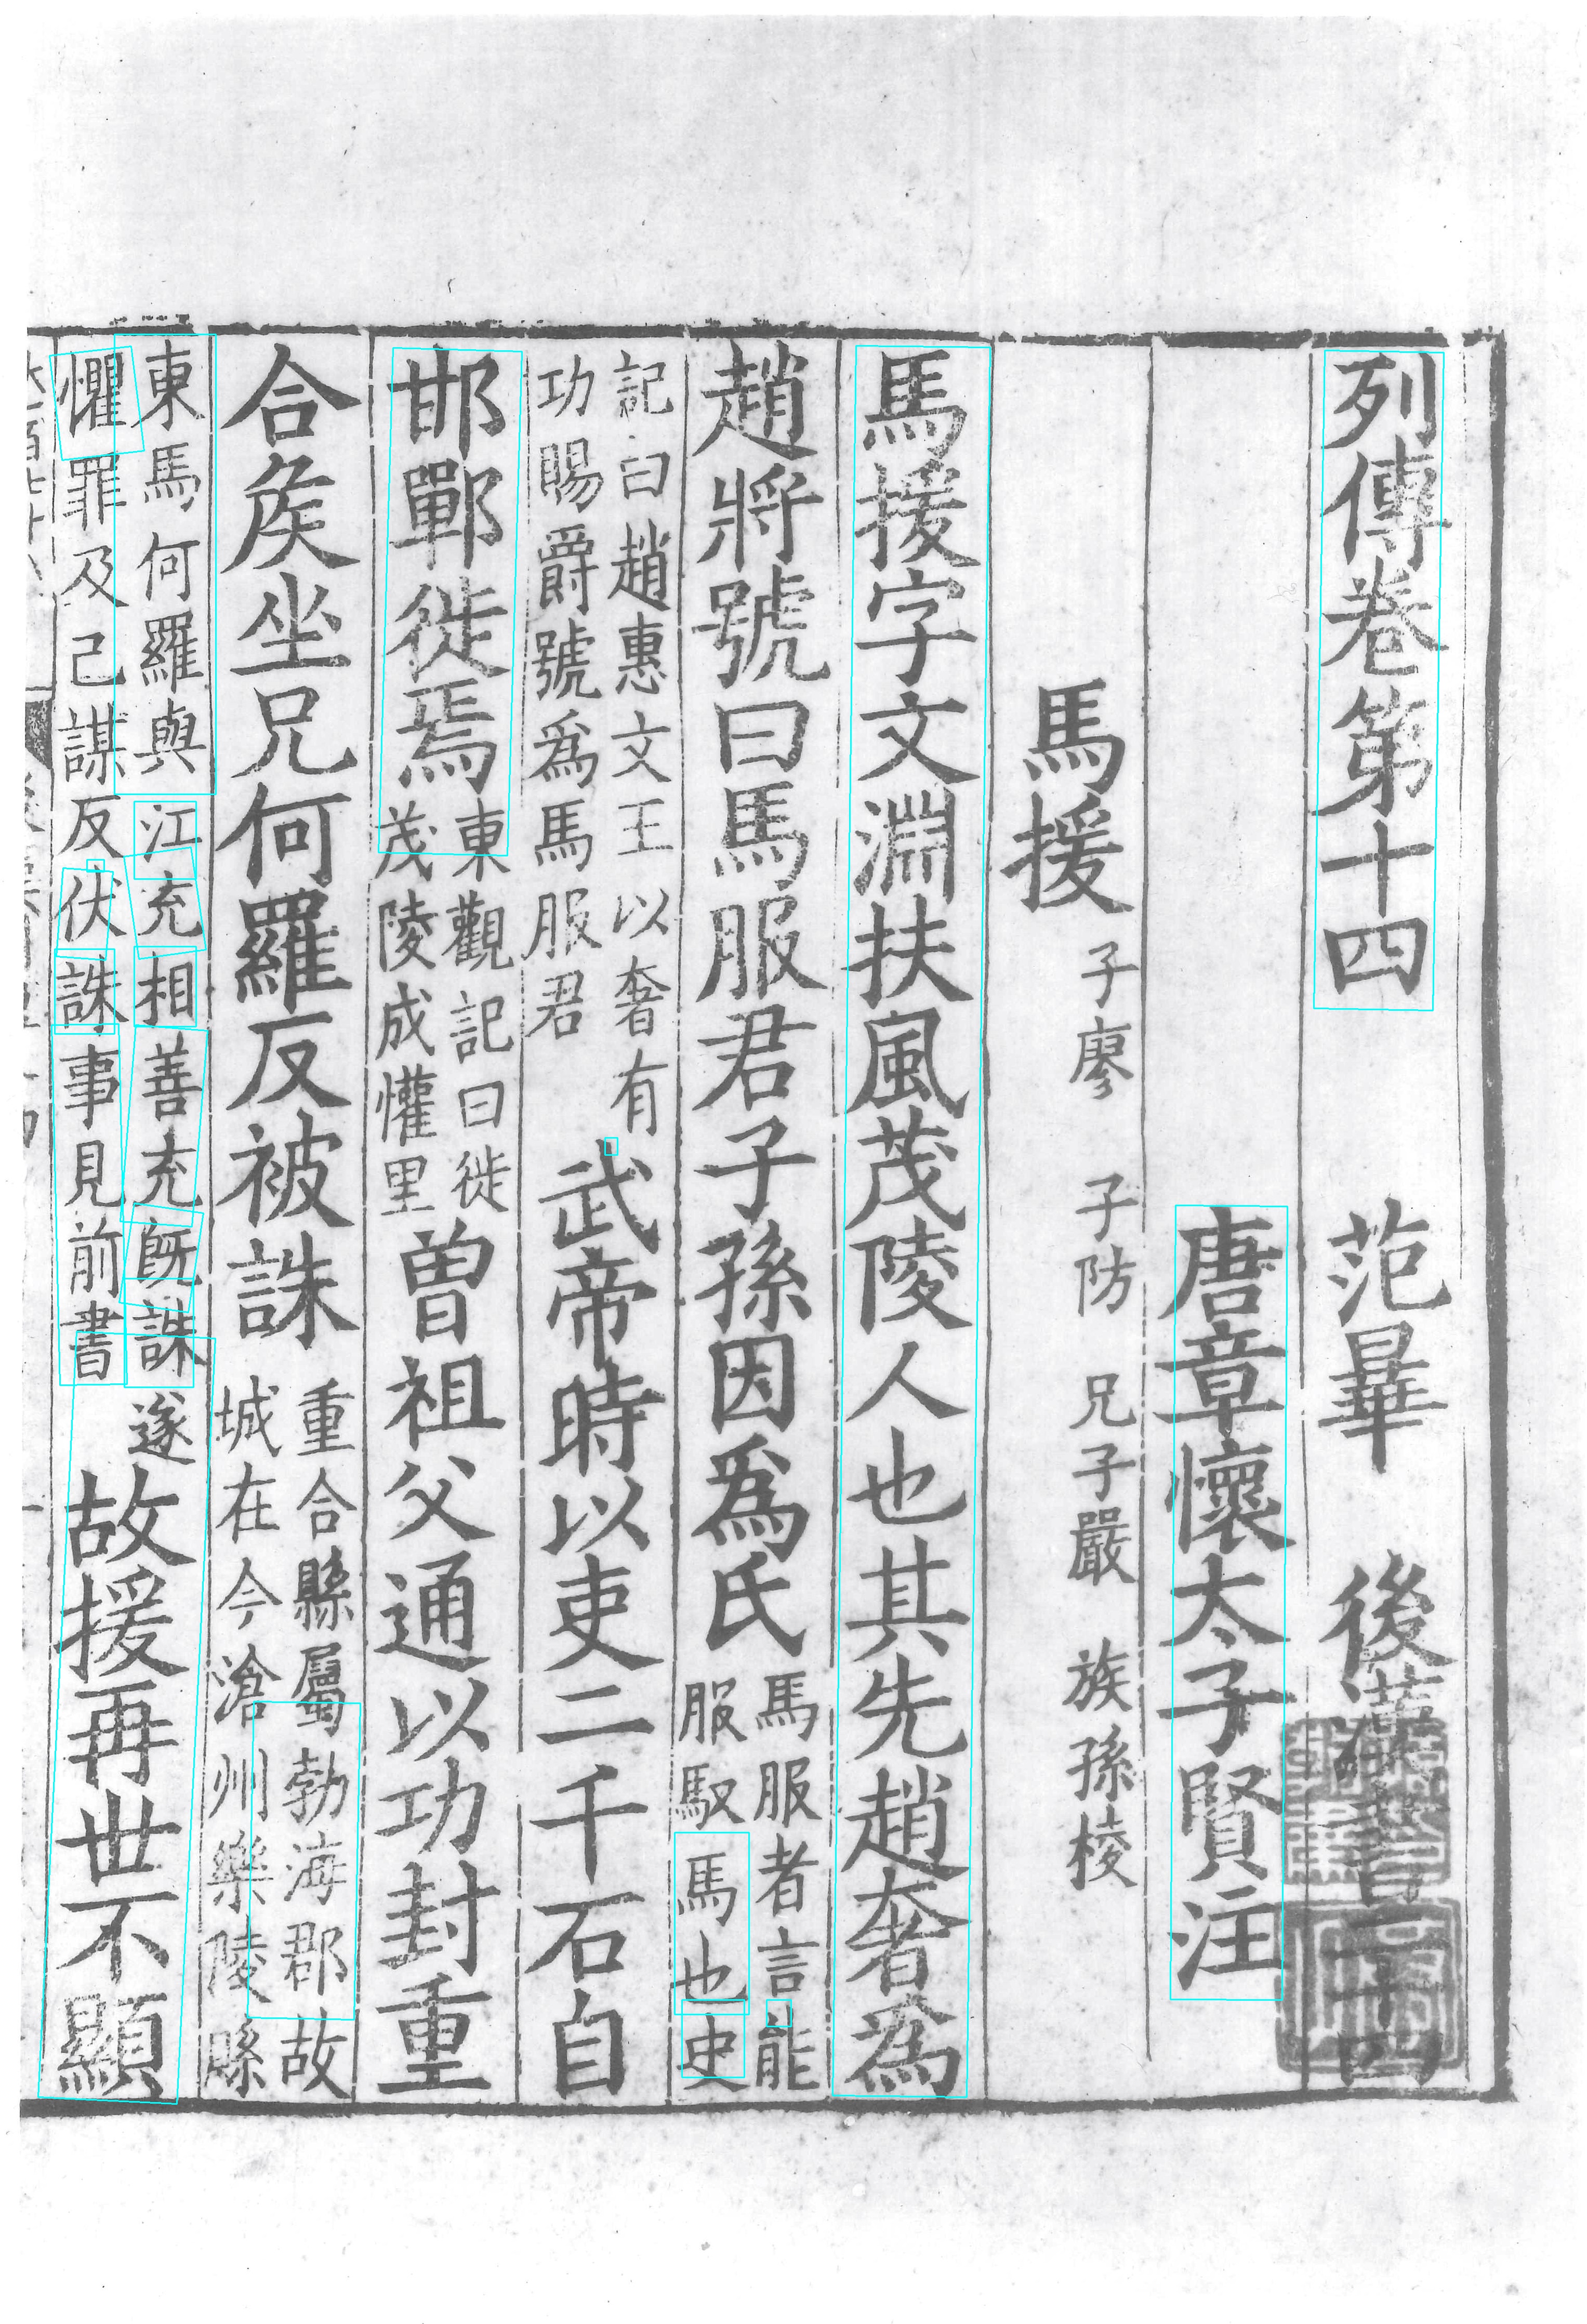 列傳卷第十四 范曄 後漢書二十四
唐章懷太子賢注
馬援 子廖 子防 兄子嚴 族孫棱
馬援字文淵扶風茂陵人也其先趙奢爲
趙將號曰馬服君子孫因爲氏
馬服者言能
服馭馬也史
記曰趙惠文王以奢有
功賜爵號爲馬服君
武帝時以吏二千石自
邯鄲徙焉
東觀記曰徙
茂陵成懽里
曽祖父通以功封重
合矦坐兄何羅反被誅
重合縣屬勃海郡故
城在今滄州樂陵縣
東馬何羅與江充相善充旣誅遂
懼罪及己謀反伏誅事見前書
故援再世不顯